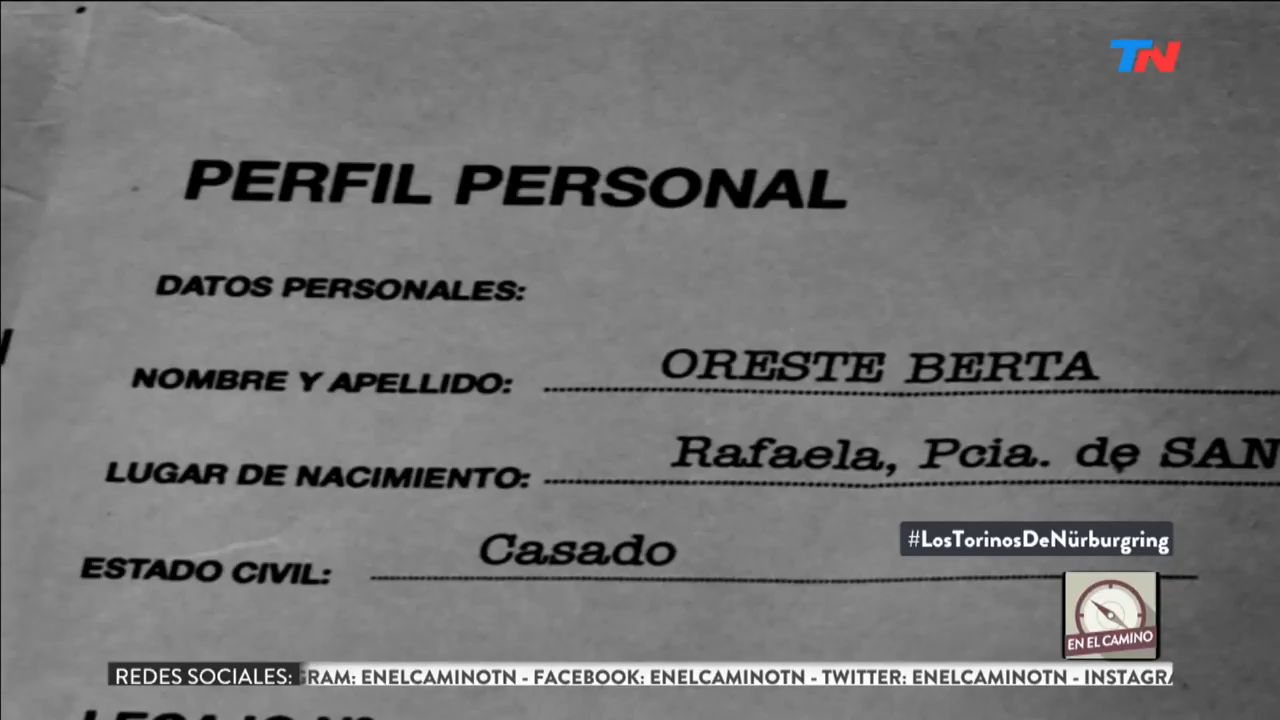 TN
PERFIL PERSONAL
DATOS PERSONALES:
NOMBRE Y APELLIDO: ORESTE BERTA
LUGAR DE NACIMIENTO: Rafaela, Pcia. de SAN
ESTADO CIVIL: Casado
#LosTorinosDeNürburgring
EN EL CAMINO
REDES SOCIALES: GRAM: ENELCAMINOTN - FACEBOOK: ENELCAMINOTN - TWITTER: ENELCAMINOTN - INSTAGRA